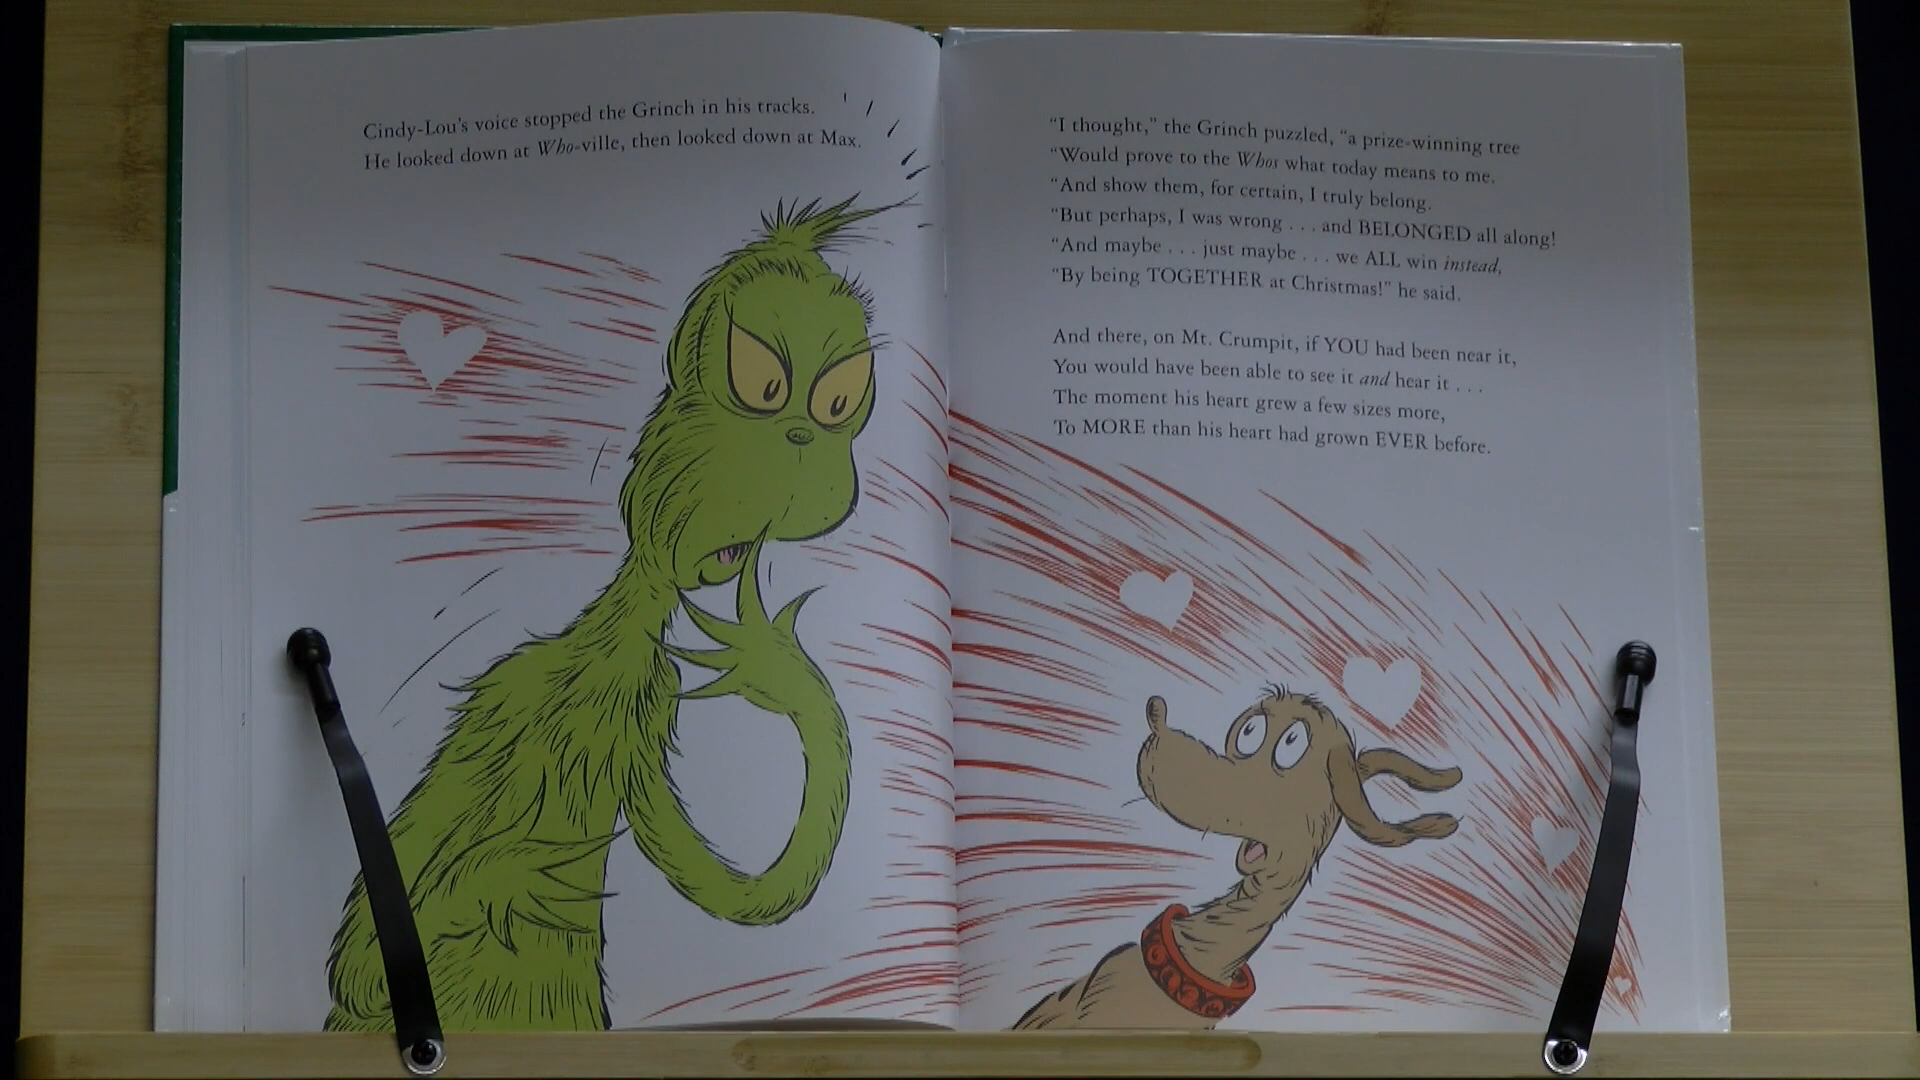 Cindy-Lou's voice stopped the Grinch in his tracks.
He looked down at Who-ville, then looked down at Max.
"I thought," the Grinch puzzled, "a prize-winning tree
"Would prove to the Whos what today means to me.
"And show them, for certain, I truly belong.
"But perhaps, I was wrong . . . and BELONGED all along!
"And maybe . . . just maybe . . . we ALL win instead,
"By being TOGETHER at Christmas!" he said.
And there, on Mt. Crumpit, if YOU had been near it,
You would have been able to see it and hear it . . .
The moment his heart grew a few sizes more,
To MORE than his heart had grown EVER before.